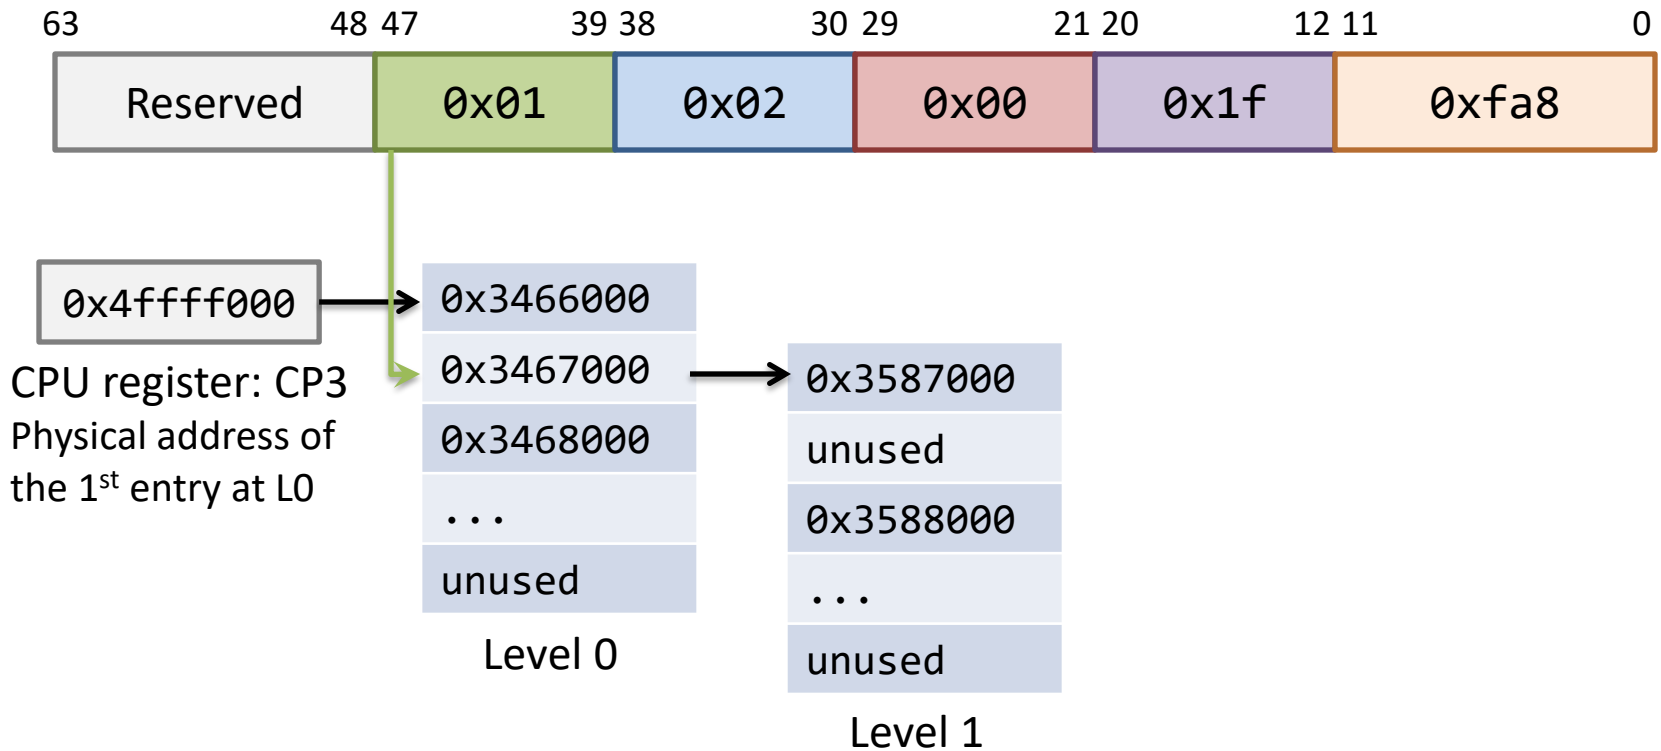 63 48 47 39 38 30 29 21 20 12 11 0
Reserved 0x01 0x02 0x00 0x1f 0xfa8
0x4ffff000
CPU register: CP3
Physical address of
the 1st entry at L0
0x3466000
0x3467000
0x3468000
...
unused
Level 0
0x3587000
unused
0x3588000
...
unused
Level 1